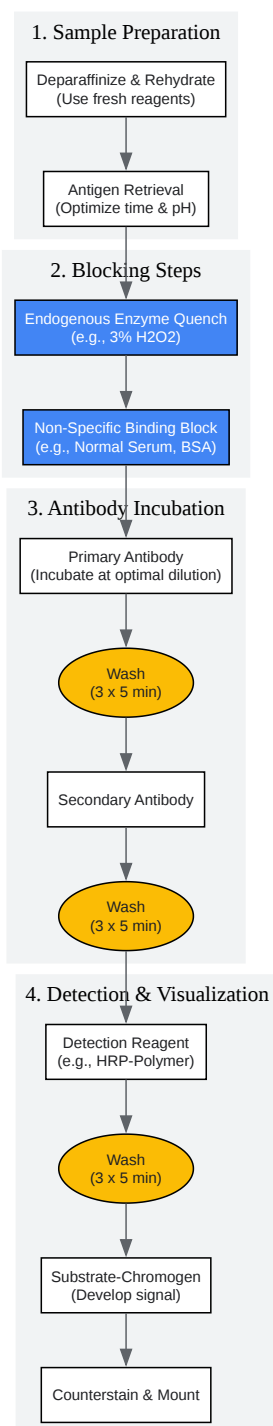 1. Sample Preparation
Deparaffinize & Rehydrate
(Use fresh reagents)
Antigen Retrieval
(Optimize time & pH)
2. Blocking Steps
Endogenous Enzyme Quench
(e.g., 3% H2O2)
Non-Specific Binding Block
(e.g., Normal Serum, BSA)
3. Antibody Incubation
Primary Antibody
(Incubate at optimal dilution)
Wash
(3 x 5 min)
Secondary Antibody
Wash
(3 x 5 min)
4. Detection & Visualization
Detection Reagent
(e.g., HRP-Polymer)
Wash
(3 x 5 min)
Substrate-Chromogen
(Develop signal)
Counterstain & Mount